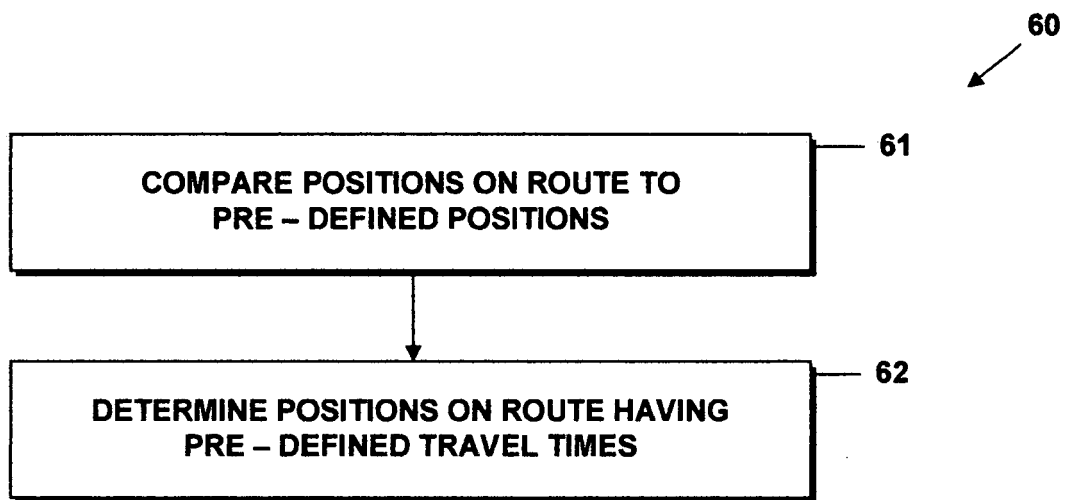 60
61
COMPARE POSITIONS ON ROUTE TO
PRE – DEFINED POSITIONS
62
DETERMINE POSITIONS ON ROUTE HAVING
PRE – DEFINED TRAVEL TIMES